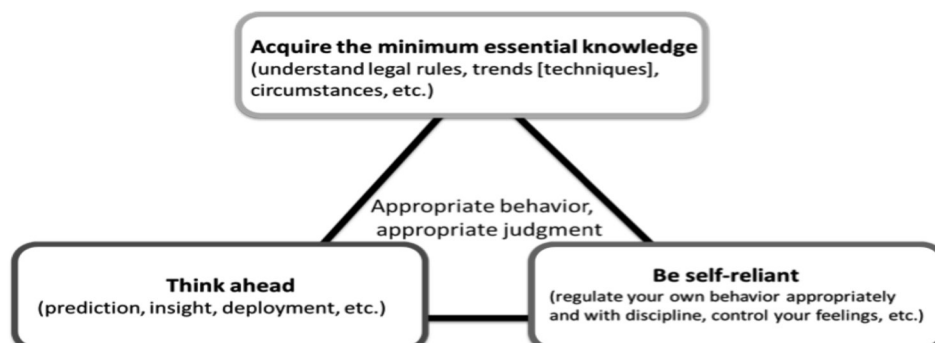 Acquire the minimum essential knowledge
(understand legal rules, trends [techniques],
circumstances, etc.)
Appropriate behavior,
appropriate judgment
Think ahead
(prediction, insight, deployment, etc.)
Be self-reliant
(regulate your own behavior appropriately
and with discipline, control your feelings, etc.)